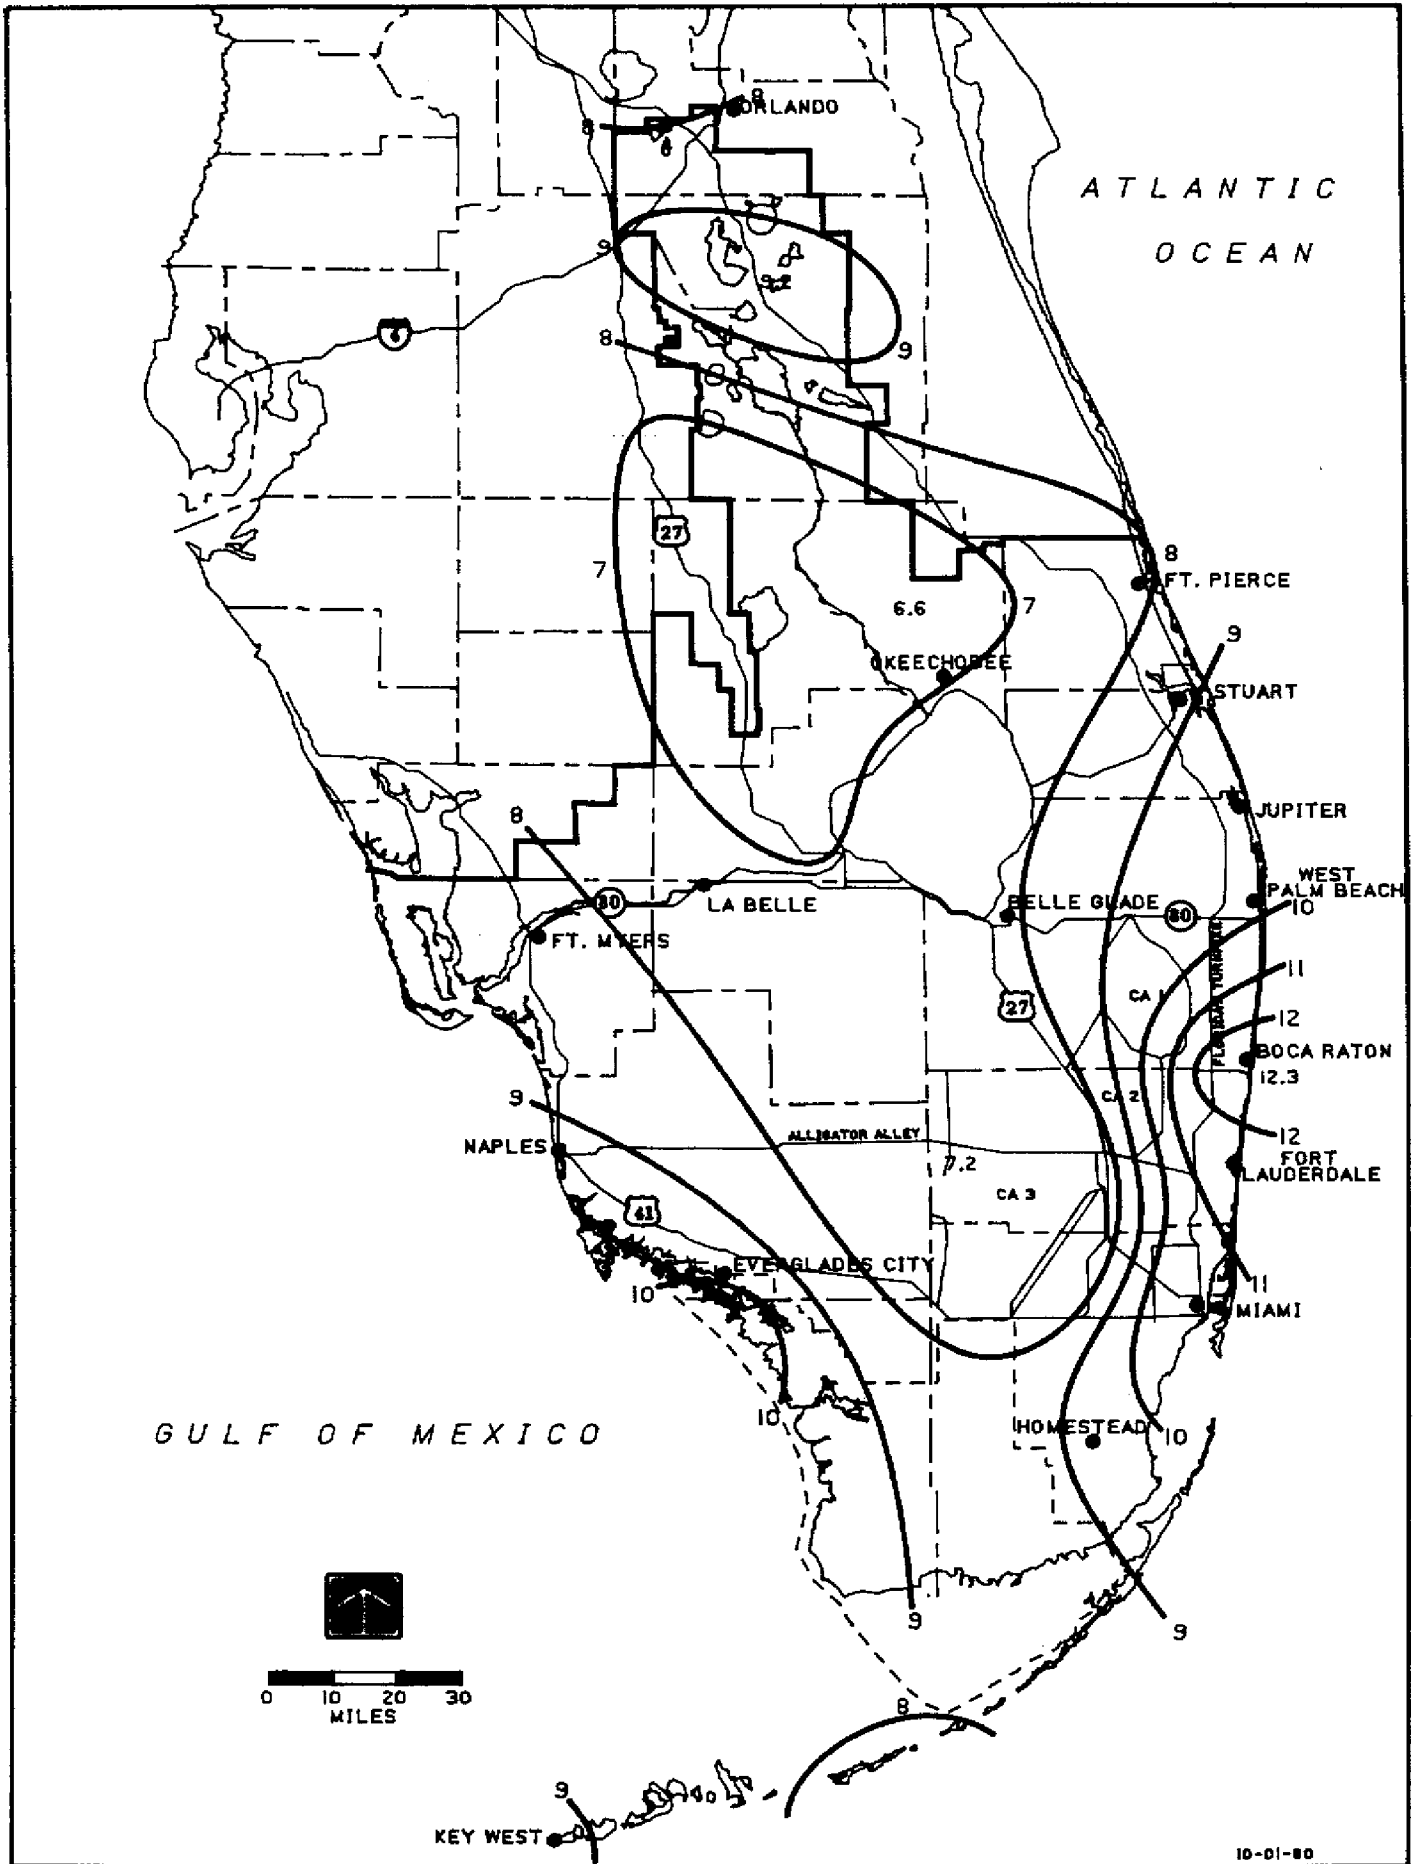 8
ORLANDO
8
ATLANTIC
OCEAN
9
9.2
8
9
27
7
8
FT. PIERCE
6.6
7
9
OKEECHOBEE
STUART
8
JUPITER
WEST
PALM BEACH
80
LA BELLE
BELLE GLADE
80
10
FT. MYERS
FLORIDA TURNPIKE
11
CA 1
27
12
BOCA RATON
12.3
9
CA 2
ALLIGATOR ALLEY
12
NAPLES
7.2
FORT
LAUDERDALE
CA 3
41
EVERGLADES CITY
10
11
MIAMI
10
GULF OF MEXICO
HOMESTEAD
10
9
9
0 10 20 30
MILES
8
9
KEY WEST
10-01-80